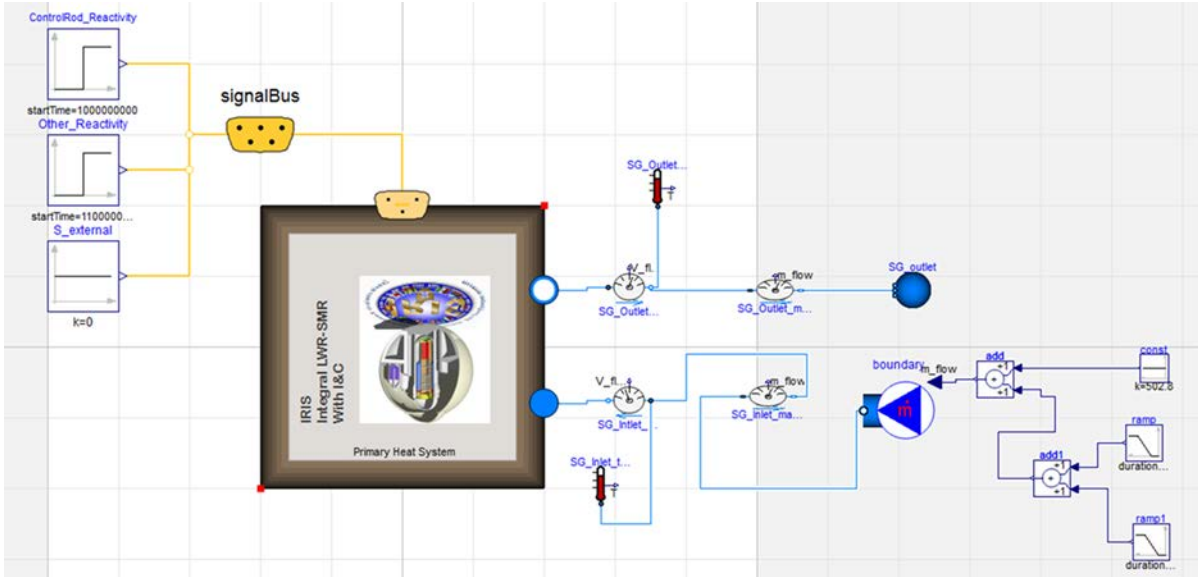 ControlRod_Reactivity
startTime=1000000000
Other_Reactivity
startTime=1100000...
S_external
k=0
signalBus
IRIS
Integral LWR-SMR
With I&C
Primary Heat System
SG_Outlet...
T
V_fl..
SG_Outlet...
m_flow
SG_Outlet_m...
SG_outlet
V_fl...
SG_Intlet_...
m_flow
SG_Inlet_ma...
SG_Inlet_t...
T
boundary
m_flow
ṁ
add
+1
+
+1
const
k=502.8
add1
+1
+
+1
ramp
duration...
ramp1
duration...